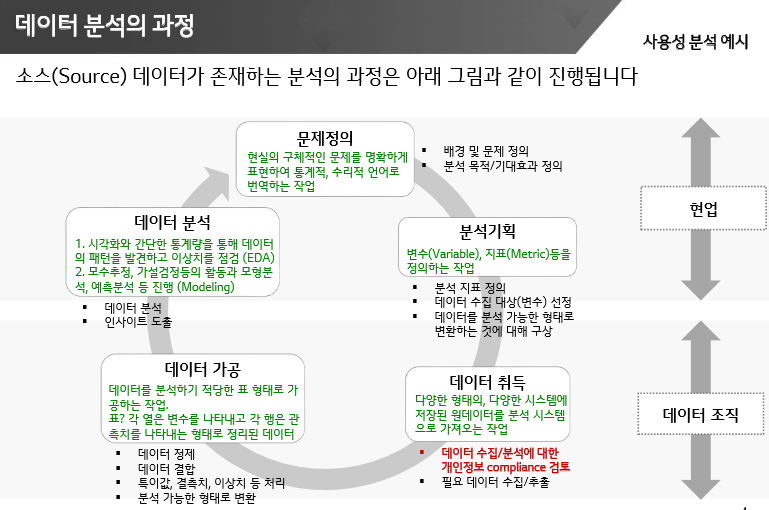 데이터 분석의 과정
사용성 분석 예시
소스(Source) 데이터가 존재하는 분석의 과정은 아래 그림과 같이 진행됩니다
문제정의
현실의 구체적인 문제를 명확하게
표현하여 통계적, 수리적 언어로
번역하는 작업
▪ 배경 및 문제 정의
▪ 분석 목적/기대효과 정의
분석기획
변수(Variable), 지표(Metric)등을
정의하는 작업
▪ 분석 지표 정의
▪ 데이터 수집 대상(변수) 선정
▪ 데이터를 분석 가능한 형태로
변환하는 것에 대해 구상
데이터 취득
다양한 형태의, 다양한 시스템에
저장된 원데이터를 분석 시스템
으로 가져오는 작업
▪ 데이터 수집/분석에 대한
개인정보 compliance 검토
▪ 필요 데이터 수집/추출
데이터 가공
데이터를 분석하기 적당한 표 형태로 가
공하는 작업.
표? 각 열은 변수를 나타내고 각 행은 관
측치를 나타내는 형태로 정리된 데이터
▪ 데이터 정제
▪ 데이터 결합
▪ 특이값, 결측치, 이상치 등 처리
▪ 분석 가능한 형태로 변환
데이터 분석
1. 시각화와 간단한 통계량을 통해 데이터
의 패턴을 발견하고 이상치를 점검 (EDA)
2. 모수추정, 가설검정등의 활동과 모형분
석, 예측분석 등 진행 (Modeling)
▪ 데이터 분석
▪ 인사이트 도출
현업
데이터 조직